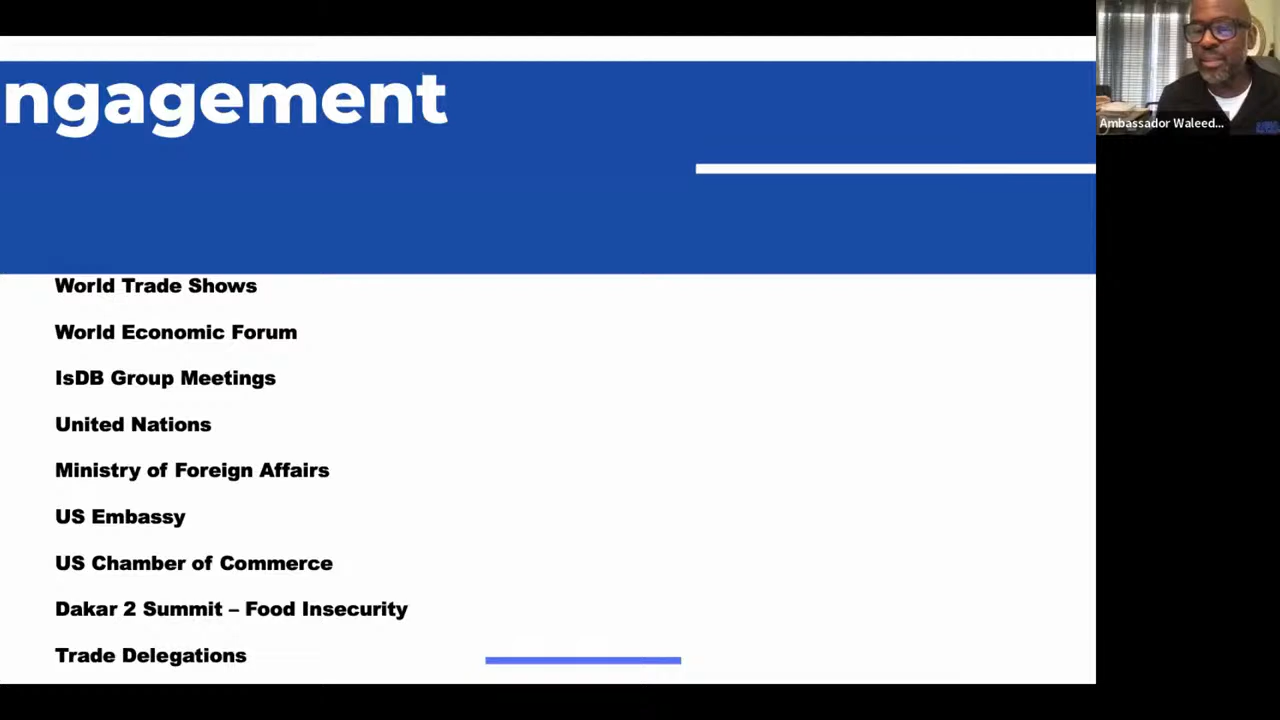 ngagement
Ambassador Waleed...
World Trade Shows
World Economic Forum
IsDB Group Meetings
United Nations
Ministry of Foreign Affairs
US Embassy
US Chamber of Commerce
Dakar 2 Summit – Food Insecurity
Trade Delegations